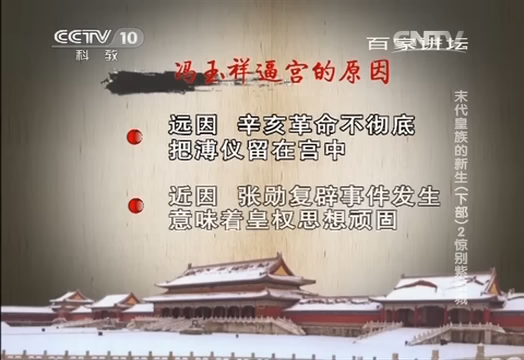 CCTV 10
科教
CNTV
百家讲坛
冯玉祥逼宫的原因
远因 辛亥革命不彻底
把溥仪留在宫中
近因 张勋复辟事件发生
意味着皇权思想顽固
末代皇族的新生(下部)2惊别紫
城